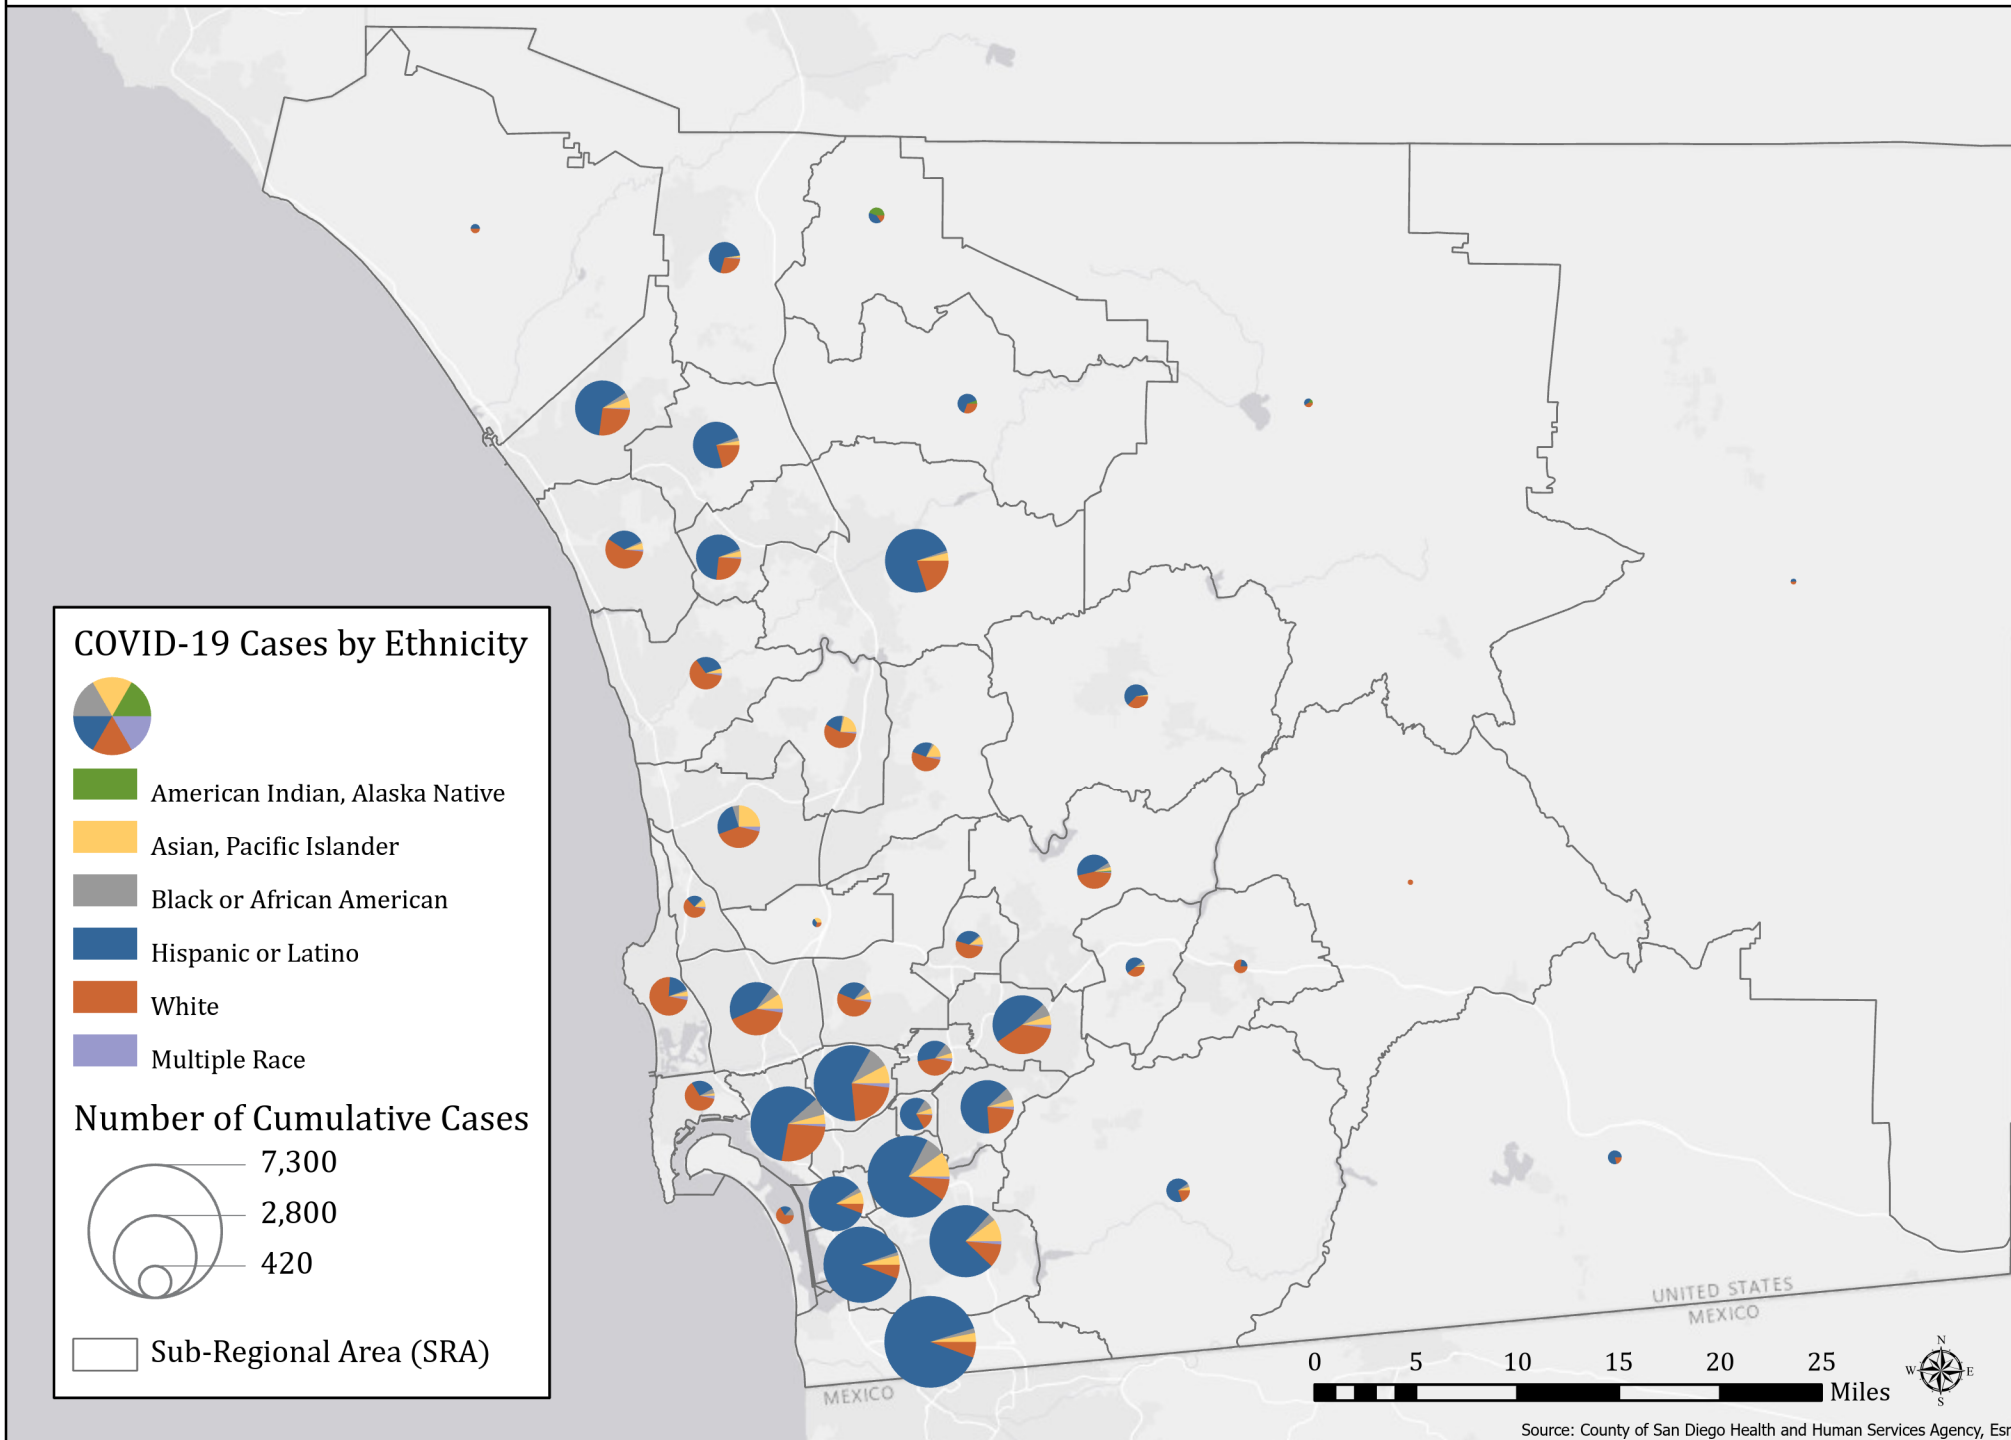 COVID-19 Cases by Ethnicity
American Indian, Alaska Native
Asian, Pacific Islander
Black or African American
Hispanic or Latino
White
Multiple Race
Number of Cumulative Cases
7,300
2,800
420
Sub-Regional Area (SRA)
UNITED STATES
MEXICO
MEXICO
0 5 10 15 20 25
Miles
N
W E
S
Source: County of San Diego Health and Human Services Agency, Esr